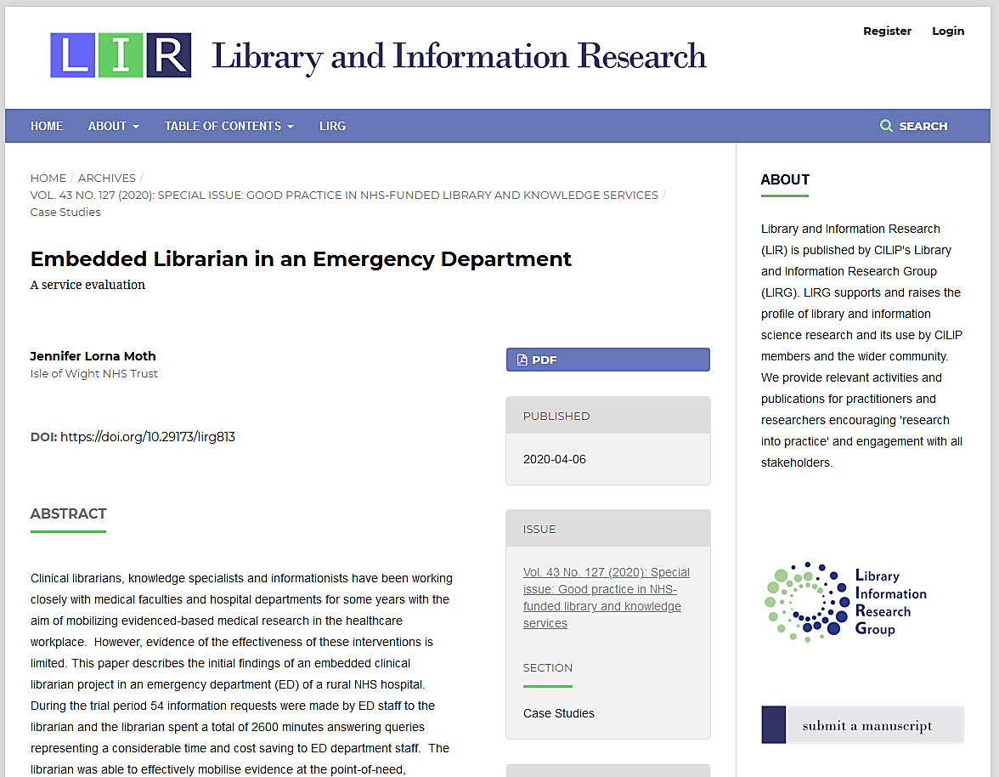 Register Login
LIR Library and Information Research
HOME ABOUT TABLE OF CONTENTS LIRG SEARCH
HOME / ARCHIVES /
VOL. 43 NO. 127 (2020): SPECIAL ISSUE: GOOD PRACTICE IN NHS-FUNDED LIBRARY AND KNOWLEDGE SERVICES /
Case Studies
Embedded Librarian in an Emergency Department
A service evaluation
Jennifer Lorna Moth
Isle of Wight NHS Trust
DOI: https://doi.org/10.29173/lirg813
ABSTRACT
Clinical librarians, knowledge specialists and informationists have been working
closely with medical faculties and hospital departments for some years with the
aim of mobilizing evidenced-based medical research in the healthcare
workplace.  However, evidence of the effectiveness of these interventions is
limited. This paper describes the initial findings of an embedded clinical
librarian project in an emergency department (ED) of a rural NHS hospital.
During the trial period 54 information requests were made by ED staff to the
librarian and the librarian spent a total of 2600 minutes answering queries
representing a considerable time and cost saving to ED department staff.  The
librarian was able to effectively mobilise evidence at the point-of-need,
PDF
PUBLISHED
2020-04-06
ISSUE
Vol. 43 No. 127 (2020): Special
issue: Good practice in NHS-
funded library and knowledge
services
SECTION
Case Studies
ABOUT
Library and Information Research
(LIR) is published by CILIP's Library
and Information Research Group
(LIRG). LIRG supports and raises the
profile of library and information
science research and its use by CILIP
members and the wider community.
We provide relevant activities and
publications for practitioners and
researchers encouraging 'research
into practice' and engagement with all
stakeholders.
Library
Information
Research
Group
submit a manuscript